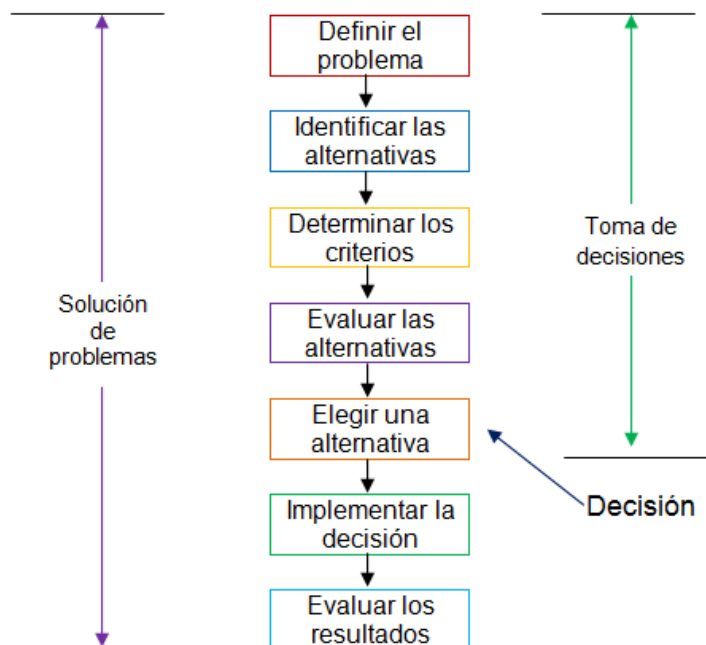 Definir el
problema
Identificar las
alternativas
Determinar los
criterios
Evaluar las
alternativas
Elegir una
alternativa
Implementar la
decisión
Evaluar los
resultados
Solución
de
problemas
Toma de
decisiones
Decisión